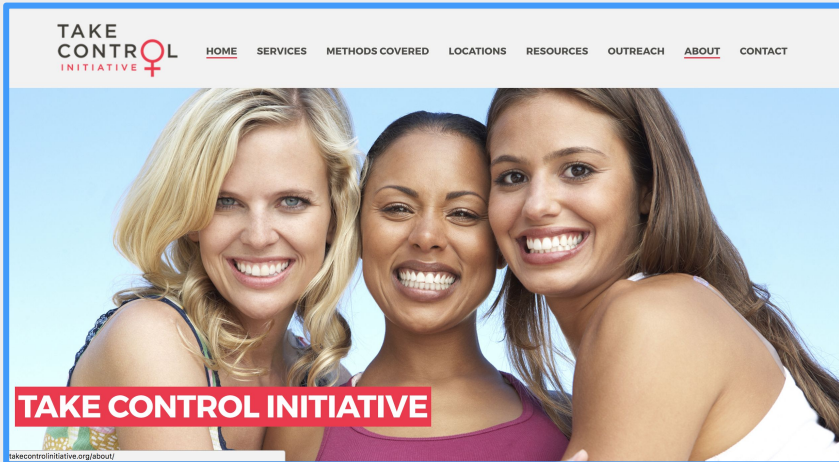 TAKE
CONTROL
INITIATIVE
HOME SERVICES METHODS COVERED LOCATIONS RESOURCES OUTREACH ABOUT CONTACT
TAKE CONTROL INITIATIVE
takecontrolinitiative.org/about/